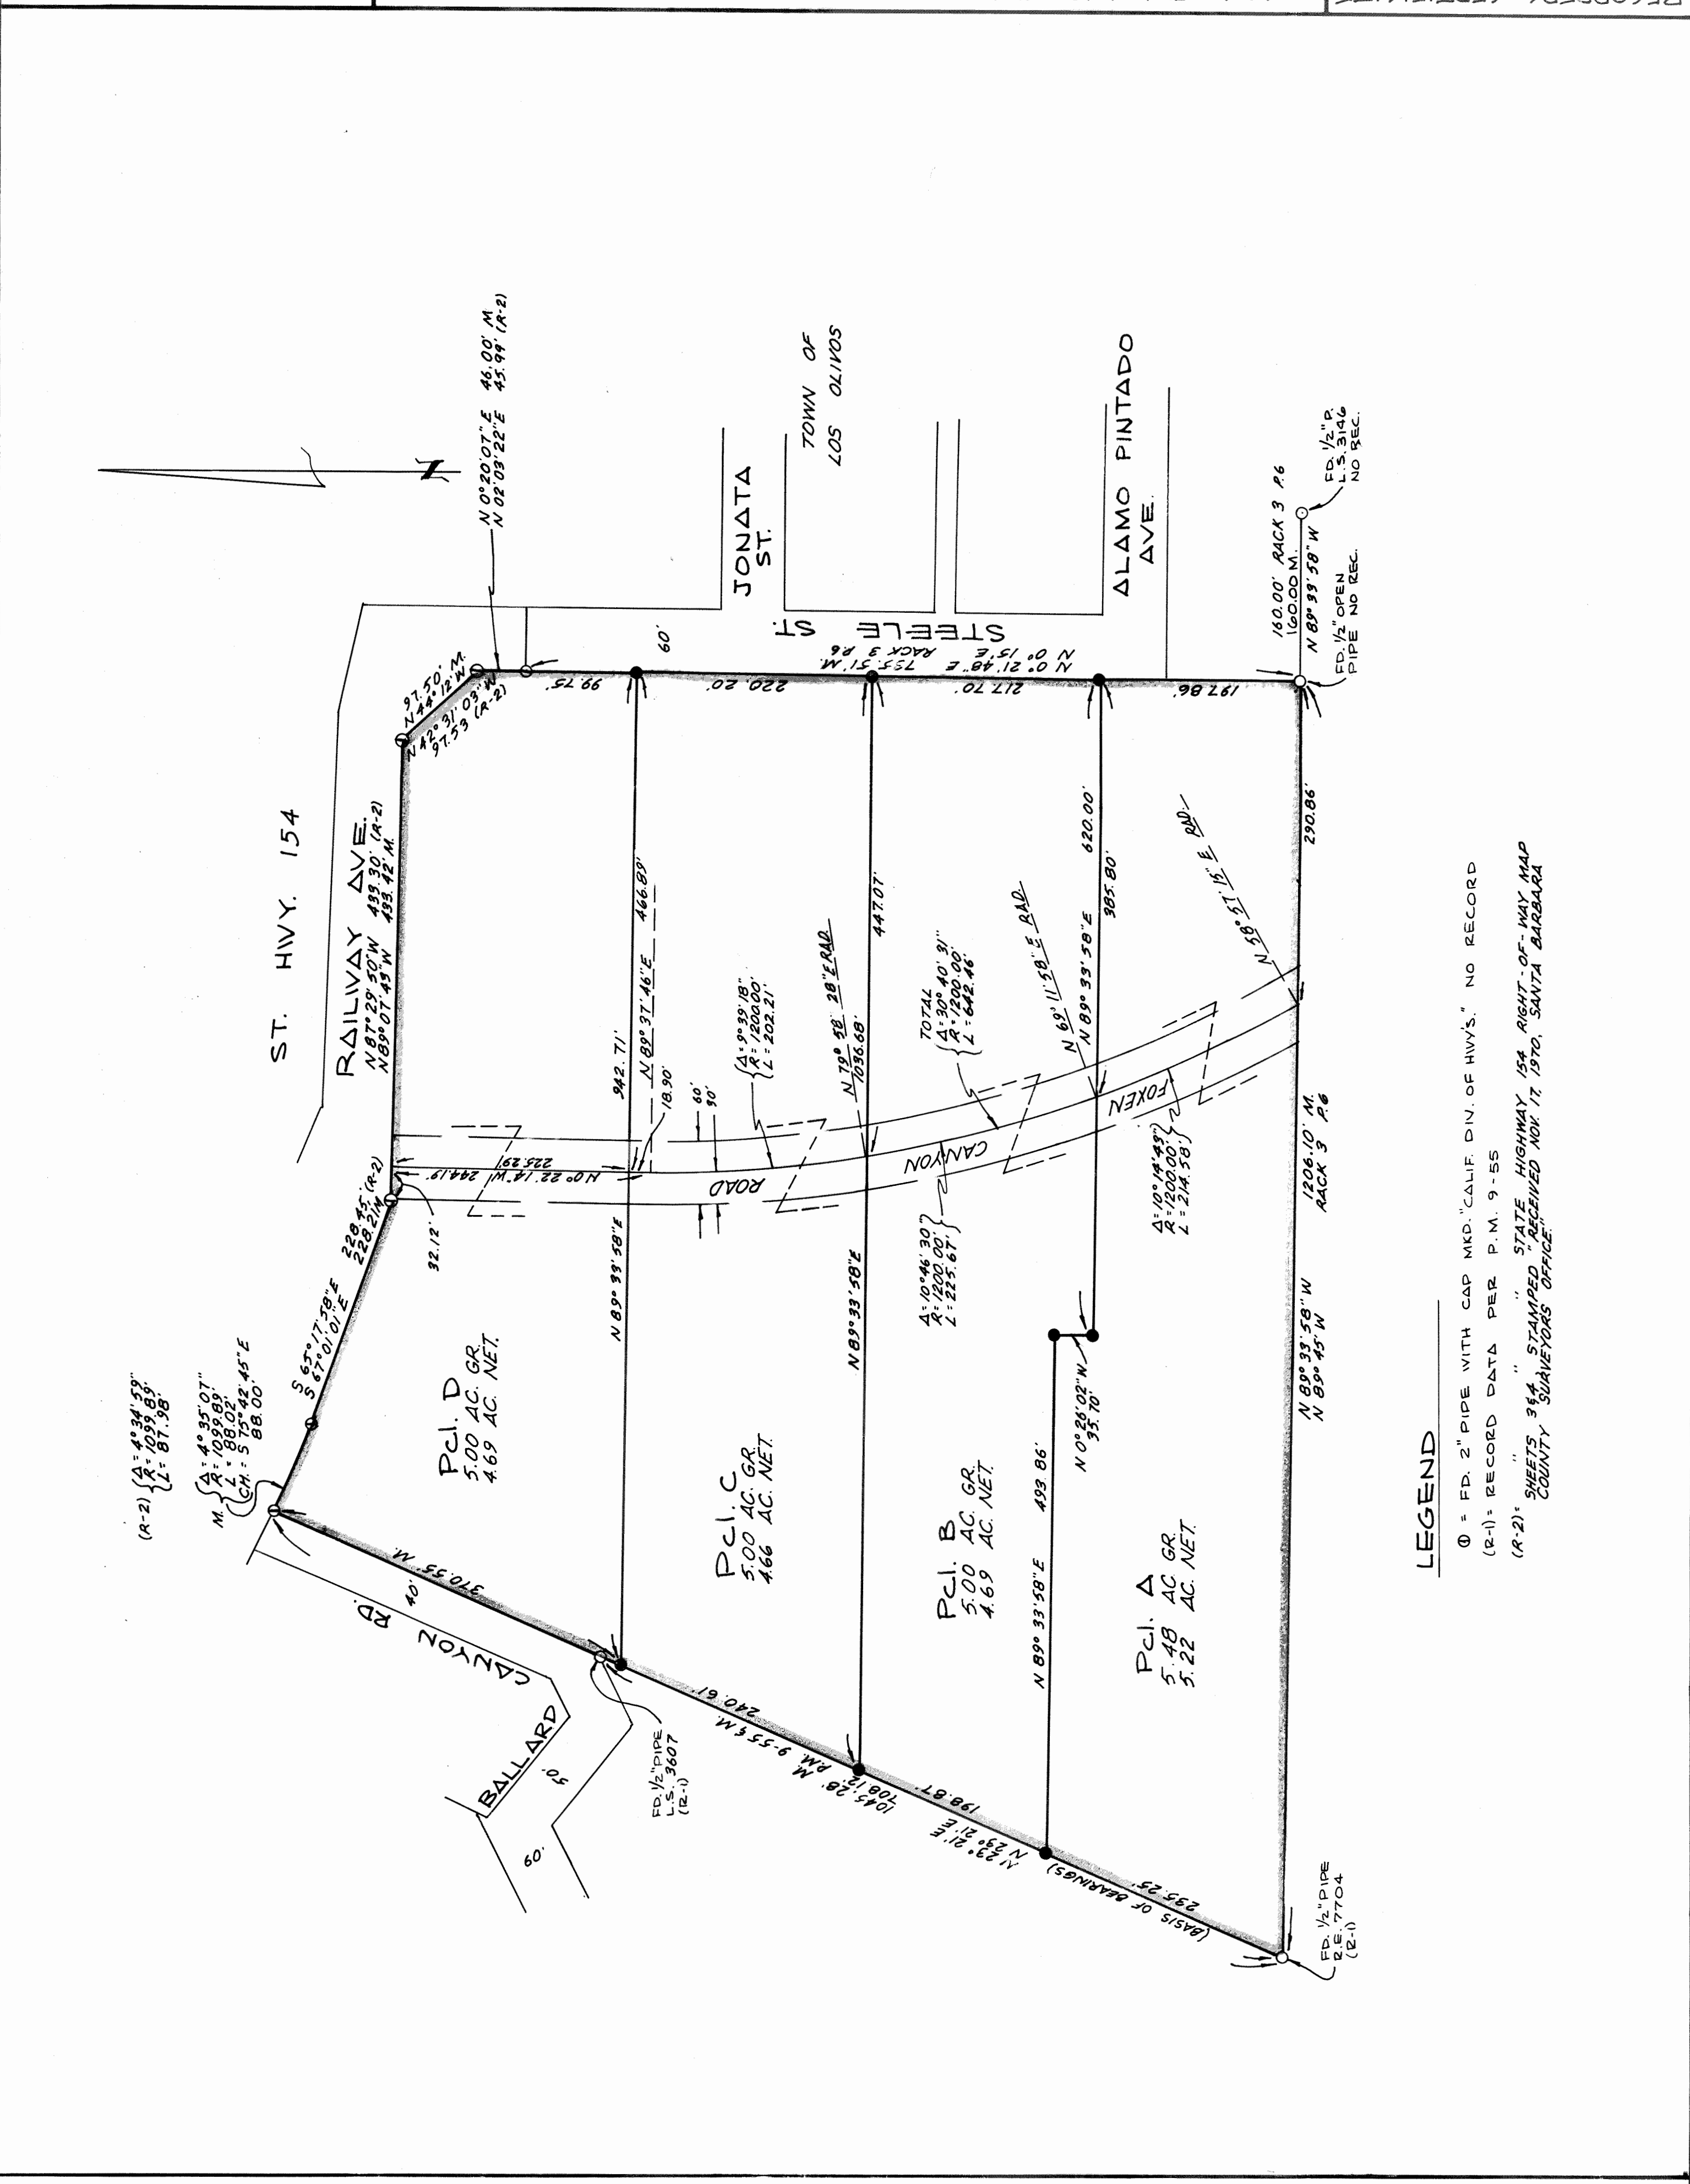 ST. HWY. 154
RAILWAY AVE.
N 87° 29' 50" W 433.30' (R-2)
N 89° 07' 43" W 433.42' M.
N 0° 20' 07" E 46.00' M.
N 02° 03' 22" E 45.99' (R-2)
97.50' M.
N 44° 12' W
N 42° 31' 03" W
97.53 (R-2)
JONATA
ST.
TOWN OF
LOS OLIVOS
ALAMO PINTADO
AVE.
STEELE ST.
60'
N 0° 21' 48" E 735.51' M.
N 0° 15' E RACK 3 P.6
99.75'
220.20'
217.70'
197.86'
160.00' RACK 3 P.6
160.00 M.
N 89° 33' 58" W
FD. 1/2" P.
L.S. 3146
NO REC.
FD. 1/2" OPEN
PIPE NO REC.
(R-2) Δ = 4° 34' 59"
R = 1099.89'
L = 87.98'
M. Δ = 4° 35' 07"
R = 1099.89'
L = 88.02'
CH. = S 75° 42' 45" E
88.00'
S 65° 17' 58" E 228.45' (R-2)
S 67° 01' 01" E 228.21 M.
32.12'
N 0° 22' 14" W 244.19'
225.29'
Pcl. D
5.00 AC. GR.
4.69 AC. NET.
N 89° 33' 58" E
942.71'
466.89'
N 89° 37' 46" E
18.90'
60'
90'
Δ = 9° 39' 18"
R = 1200.00'
L = 202.21'
Pcl. C
5.00 AC. GR.
4.66 AC. NET.
N 89° 33' 58" E
1036.68'
447.07'
N 79° 58' 28" E RAD.
TOTAL
Δ = 30° 40' 31"
R = 1200.00'
L = 642.46'
N 69° 11' 58" E RAD.
N 58° 57' 15" E RAD.
FOXEN
CANYON
ROAD
Δ = 10° 46' 30"
R = 1200.00'
L = 225.67'
Δ = 10° 14' 43"
R = 1200.00'
L = 214.58'
Pcl. B
5.00 AC. GR.
4.69 AC. NET.
N 89° 33' 58" E 620.00'
385.80'
N 0° 26' 02" W
35.70'
N 89° 33' 58" E 493.86'
Pcl. A
5.48 AC. GR.
5.22 AC. NET.
290.86'
N 89° 33' 58" W 1206.10' M.
N 89° 45' W RACK 3 P.6
BALLARD CANYON RD.
40'
50'
60'
370.55' M.
240.61'
198.87'
235.25'
1045.28' M.
708.12' P.M. 9-55 & M.
N 23° 21' E
N 23° 21' E
(BASIS OF BEARINGS)
FD. 1/2" PIPE
L.S. 3607
(R-1)
FD. 1/2" PIPE
R.E. 7704
(R-1)
LEGEND
= FD. 2" PIPE WITH CAP MKD. "CALIF. DIV. OF HWYS." NO RECORD
(R-1) = RECORD DATA PER P.M. 9-55
(R-2) = " " " STATE HIGHWAY 154 RIGHT-OF-WAY MAP
SHEETS 3 & 4 STAMPED "RECEIVED NOV. 17, 1970, SANTA BARBARA
COUNTY SURVEYORS OFFICE."